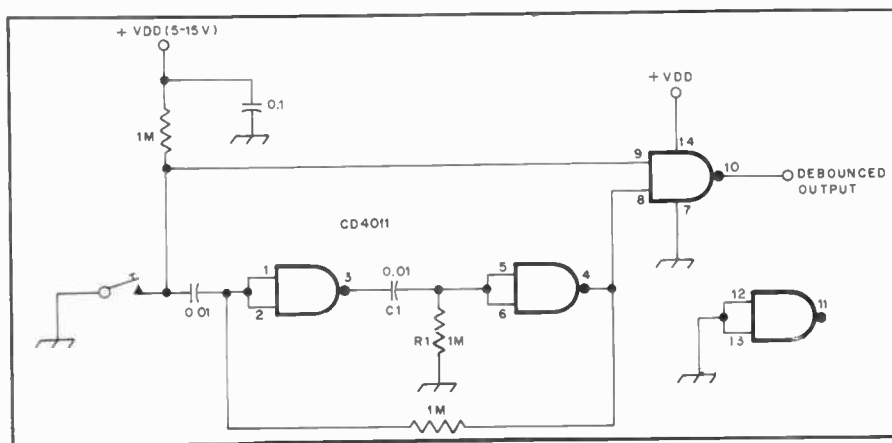 + VDD (5-15V)
0.1
1M
+ VDD
14
9
10
8
7
DEBOUNCED
OUTPUT
CD4011
1
2
3
0.01
0.01
C1
5
6
4
R1
1M
12
13
11
1M